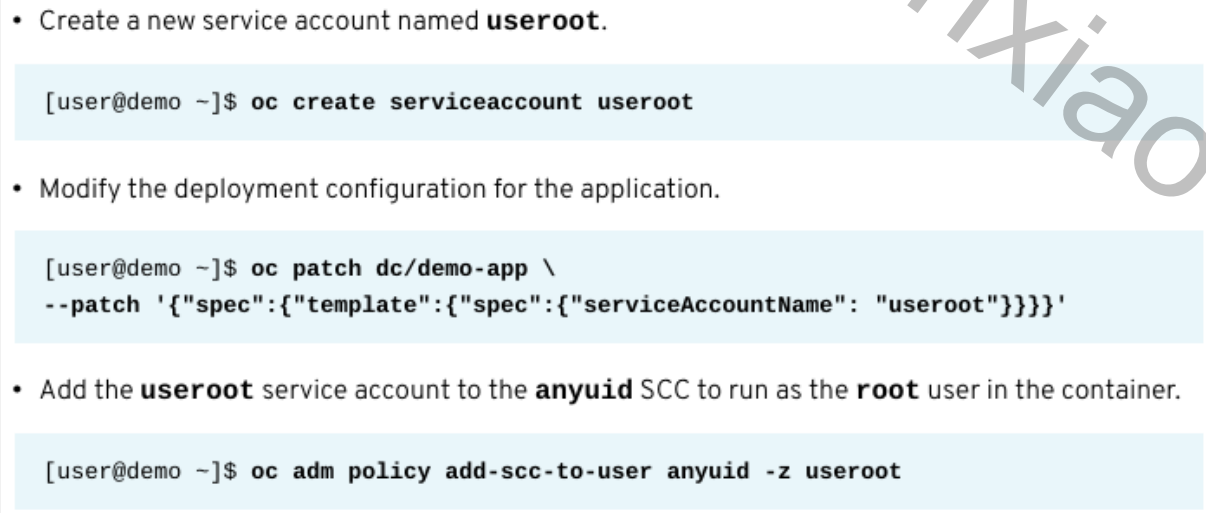 • Create a new service account named useroot.
[user@demo ~]$ oc create serviceaccount useroot
• Modify the deployment configuration for the application.
[user@demo ~]$ oc patch dc/demo-app \
--patch '{"spec":{"template":{"spec":{"serviceAccountName": "useroot"}}}}'
• Add the useroot service account to the anyuid SCC to run as the root user in the container.
[user@demo ~]$ oc adm policy add-scc-to-user anyuid -z useroot